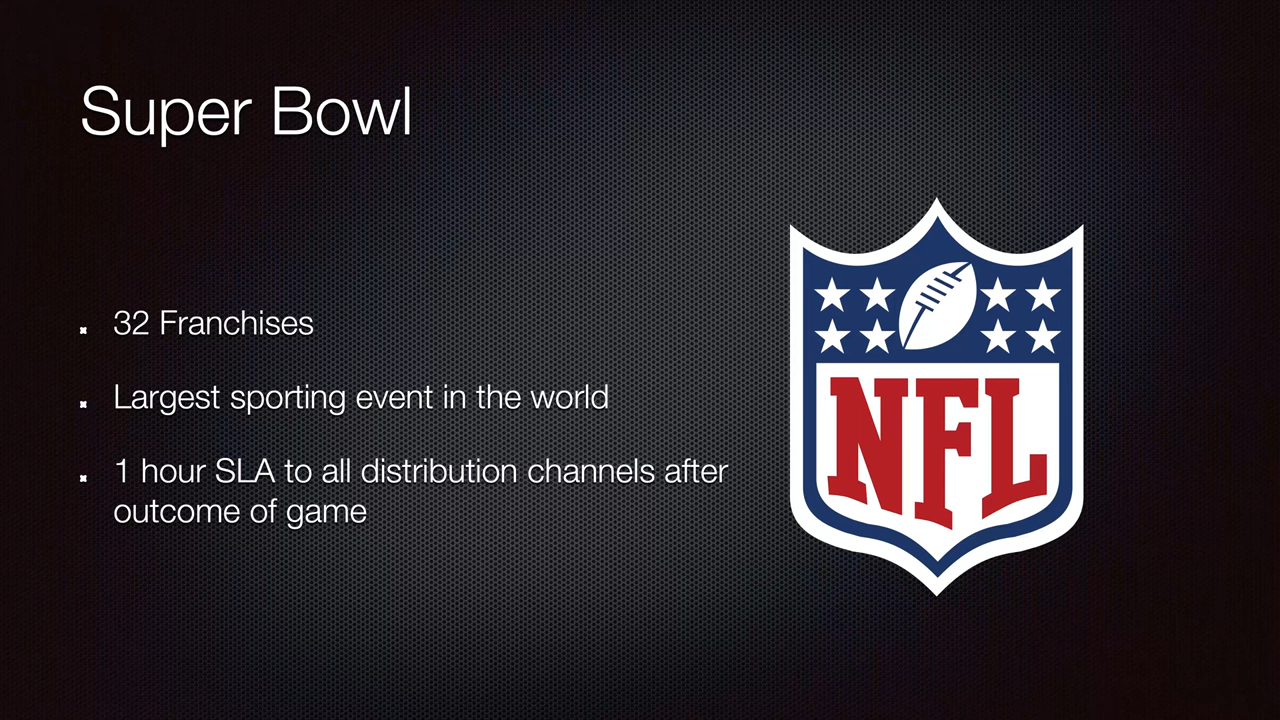 Super Bowl
32 Franchises
Largest sporting event in the world
1 hour SLA to all distribution channels after
outcome of game
NFL